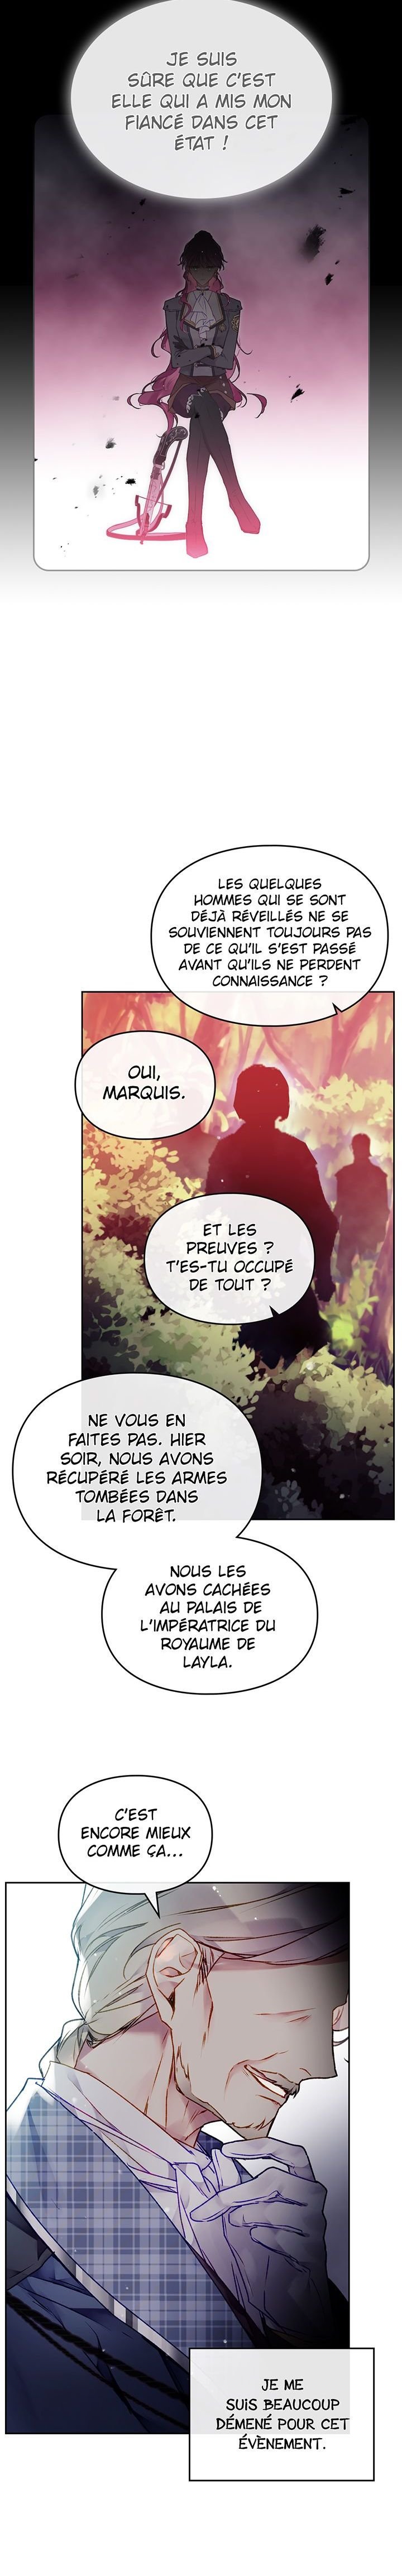 JE SUIS
SÛRE QUE C'EST
ELLE QUI A MIS MON
FIANCÉ DANS CET
ÉTAT !
LES QUELQUES
HOMMES QUI SE SONT
DÉJÀ RÉVEILLÉS NE SE
SOUVIENNENT TOUJOURS PAS
DE CE QU'IL S'EST PASSÉ
AVANT QU'ILS NE PERDENT
CONNAISSANCE ?
OUI,
MARQUIS.
ET LES
PREUVES ?
T'ES-TU OCCUPÉ
DE TOUT ?
NE VOUS EN
FAITES PAS. HIER
SOIR, NOUS AVONS
RÉCUPÉRÉ LES ARMES
TOMBÉES DANS
LA FORÊT.
NOUS LES
AVONS CACHÉES
AU PALAIS DE
L'IMPÉRATRICE DU
ROYAUME DE
LAYLA.
C'EST
ENCORE MIEUX
COMME ÇA...
JE ME
SUIS BEAUCOUP
DÉMENÉ POUR CET
ÉVÈNEMENT.